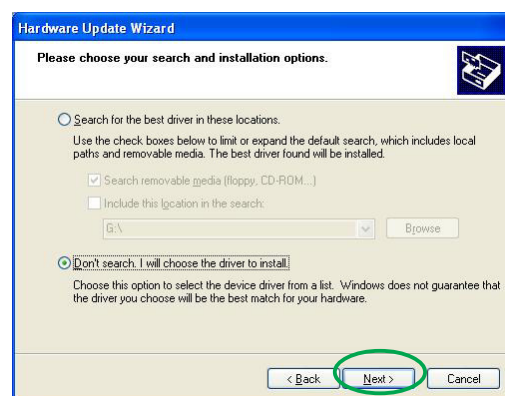 Hardware Update Wizard
Please choose your search and installation options.
Search for the best driver in these locations.
Use the check boxes below to limit or expand the default search, which includes local
paths and removable media. The best driver found will be installed.
Search removable media (floppy, CD-ROM...)
Include this location in the search:
G:\
Browse
Don't search. I will choose the driver to install.
Choose this option to select the device driver from a list. Windows does not guarantee that
the driver you choose will be the best match for your hardware.
< Back Next > Cancel